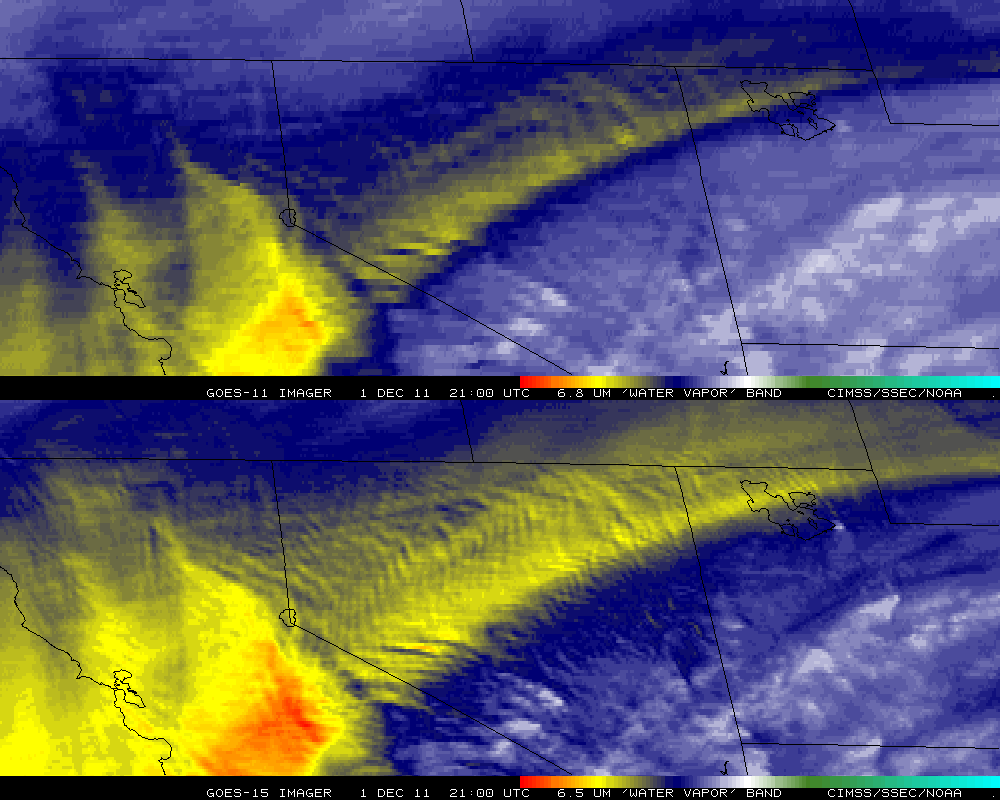 GOES-11 IMAGER 1 DEC 11 21:00 UTC 6.8 UM 'WATER VAPOR' BAND CIMSS/SSEC/NOAA
GOES-15 IMAGER 1 DEC 11 21:00 UTC 6.5 UM 'WATER VAPOR' BAND CIMSS/SSEC/NOAA